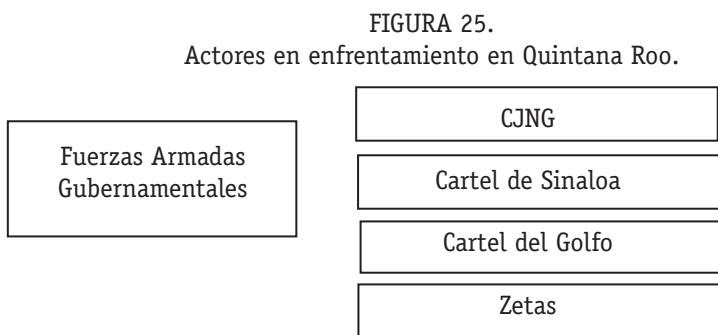 FIGURA 25.
Actores en enfrentamiento en Quintana Roo.
Fuerzas Armadas
Gubernamentales
CJNG
Cartel de Sinaloa
Cartel del Golfo
Zetas